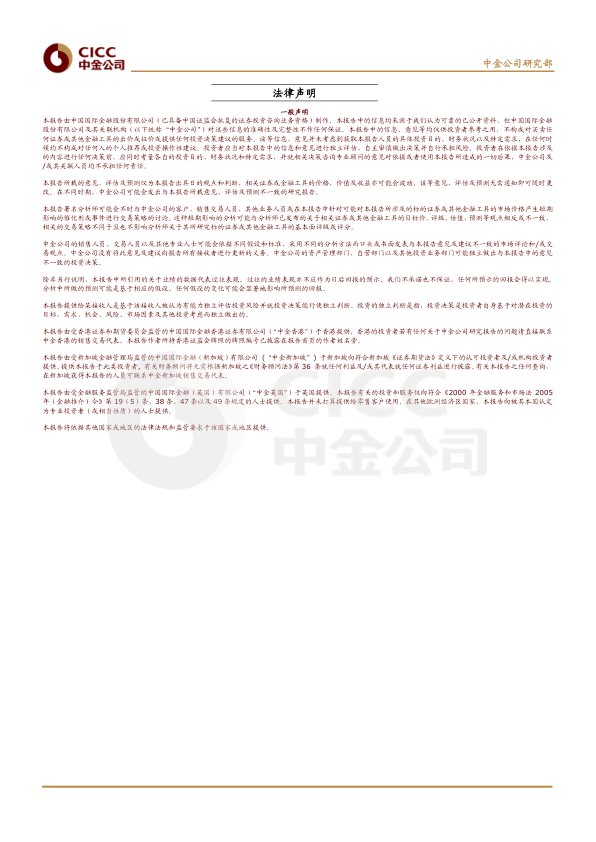 CICC
中金公司
中金公司研究部
法律声明
一般声明
本报告由中国国际金融股份有限公司（已具备中国证监会批复的证券投资咨询业务资格）制作。本报告中的信息均来源于我们认为可靠的已公开资料，但中国国际金融
股份有限公司及其关联机构（以下统称“中金公司”）对这些信息的准确性及完整性不作任何保证。本报告中的信息、意见等均仅供投资者参考之用，不构成对买卖任
何证券或其他金融工具的出价或征价或提供任何投资决策建议的服务。该等信息、意见并未考虑到获取本报告人员的具体投资目的、财务状况以及特定需求，在任何时
候均不构成对任何人的个人推荐或投资操作性建议。投资者应当对本报告中的信息和意见进行独立评估，自主审慎做出决策并自行承担风险。投资者在依据本报告涉及
的内容进行任何决策前，应同时考量各自的投资目的、财务状况和特定需求，并就相关决策咨询专业顾问的意见对依据或者使用本报告所造成的一切后果，中金公司及
/或其关联人员均不承担任何责任。
本报告所载的意见、评估及预测仅为本报告出具日的观点和判断，相关证券或金融工具的价格、价值及收益亦可能会波动。该等意见、评估及预测无需通知即可随时更
改。在不同时期，中金公司可能会发出与本报告所载意见、评估及预测不一致的研究报告。
本报告署名分析师可能会不时与中金公司的客户、销售交易人员、其他业务人员或在本报告中针对可能对本报告所涉及的标的证券或其他金融工具的市场价格产生短期
影响的催化剂或事件进行交易策略的讨论。这种短期影响的分析可能与分析师已发布的关于相关证券或其他金融工具的目标价、评级、估值、预测等观点相反或不一致，
相关的交易策略不同于且也不影响分析师关于其所研究标的证券或其他金融工具的基本面评级或评分。
中金公司的销售人员、交易人员以及其他专业人士可能会依据不同假设和标准、采用不同的分析方法而口头或书面发表与本报告意见及建议不一致的市场评论和/或交
易观点。中金公司没有将此意见及建议向报告所有接收者进行更新的义务。中金公司的资产管理部门、自营部门以及其他投资业务部门可能独立做出与本报告中的意见
不一致的投资决策。
除非另行说明，本报告中所引用的关于业绩的数据代表过往表现。过往的业绩表现亦不应作为日后回报的预示。我们不承诺也不保证，任何所预示的回报会得以实现。
分析中所做的预测可能是基于相应的假设。任何假设的变化可能会显著地影响所预测的回报。
本报告提供给某接收人是基于该接收人被认为有能力独立评估投资风险并就投资决策能行使独立判断。投资的独立判断是指，投资决策是投资者自身基于对潜在投资的
目标、需求、机会、风险、市场因素及其他投资考虑而独立做出的。
本报告由受香港证券和期货委员会监管的中国国际金融香港证券有限公司（“中金香港”）于香港提供。香港的投资者若有任何关于中金公司研究报告的问题请直接联系
中金香港的销售交易代表。本报告作者所持香港证监会牌照的牌照编号已披露在报告首页的作者姓名旁。
本报告由受新加坡金融管理局监管的中国国际金融（新加坡）有限公司（“中金新加坡”）于新加坡向符合新加坡《证券期货法》定义下的认可投资者及/或机构投资者
提供。提供本报告于此类投资者，有关财务顾问将无需根据新加坡之《财务顾问法》第 36 条就任何利益及/或其代表就任何证券利益进行披露。有关本报告之任何查询，
在新加坡获得本报告的人员可联系中金新加坡销售交易代表。
本报告由受金融服务监管局监管的中国国际金融（英国）有限公司（“中金英国”）于英国提供。本报告有关的投资和服务仅向符合《2000 年金融服务和市场法 2005
年（金融推介）令》第 19（5）条、38 条、47 条以及 49 条规定的人士提供。本报告并未打算提供给零售客户使用。在其他欧洲经济区国家，本报告向被其本国认定
为专业投资者（或相当性质）的人士提供。
本报告将依据其他国家或地区的法律法规和监管要求于该国家或地区提供。
CICC
中金公司